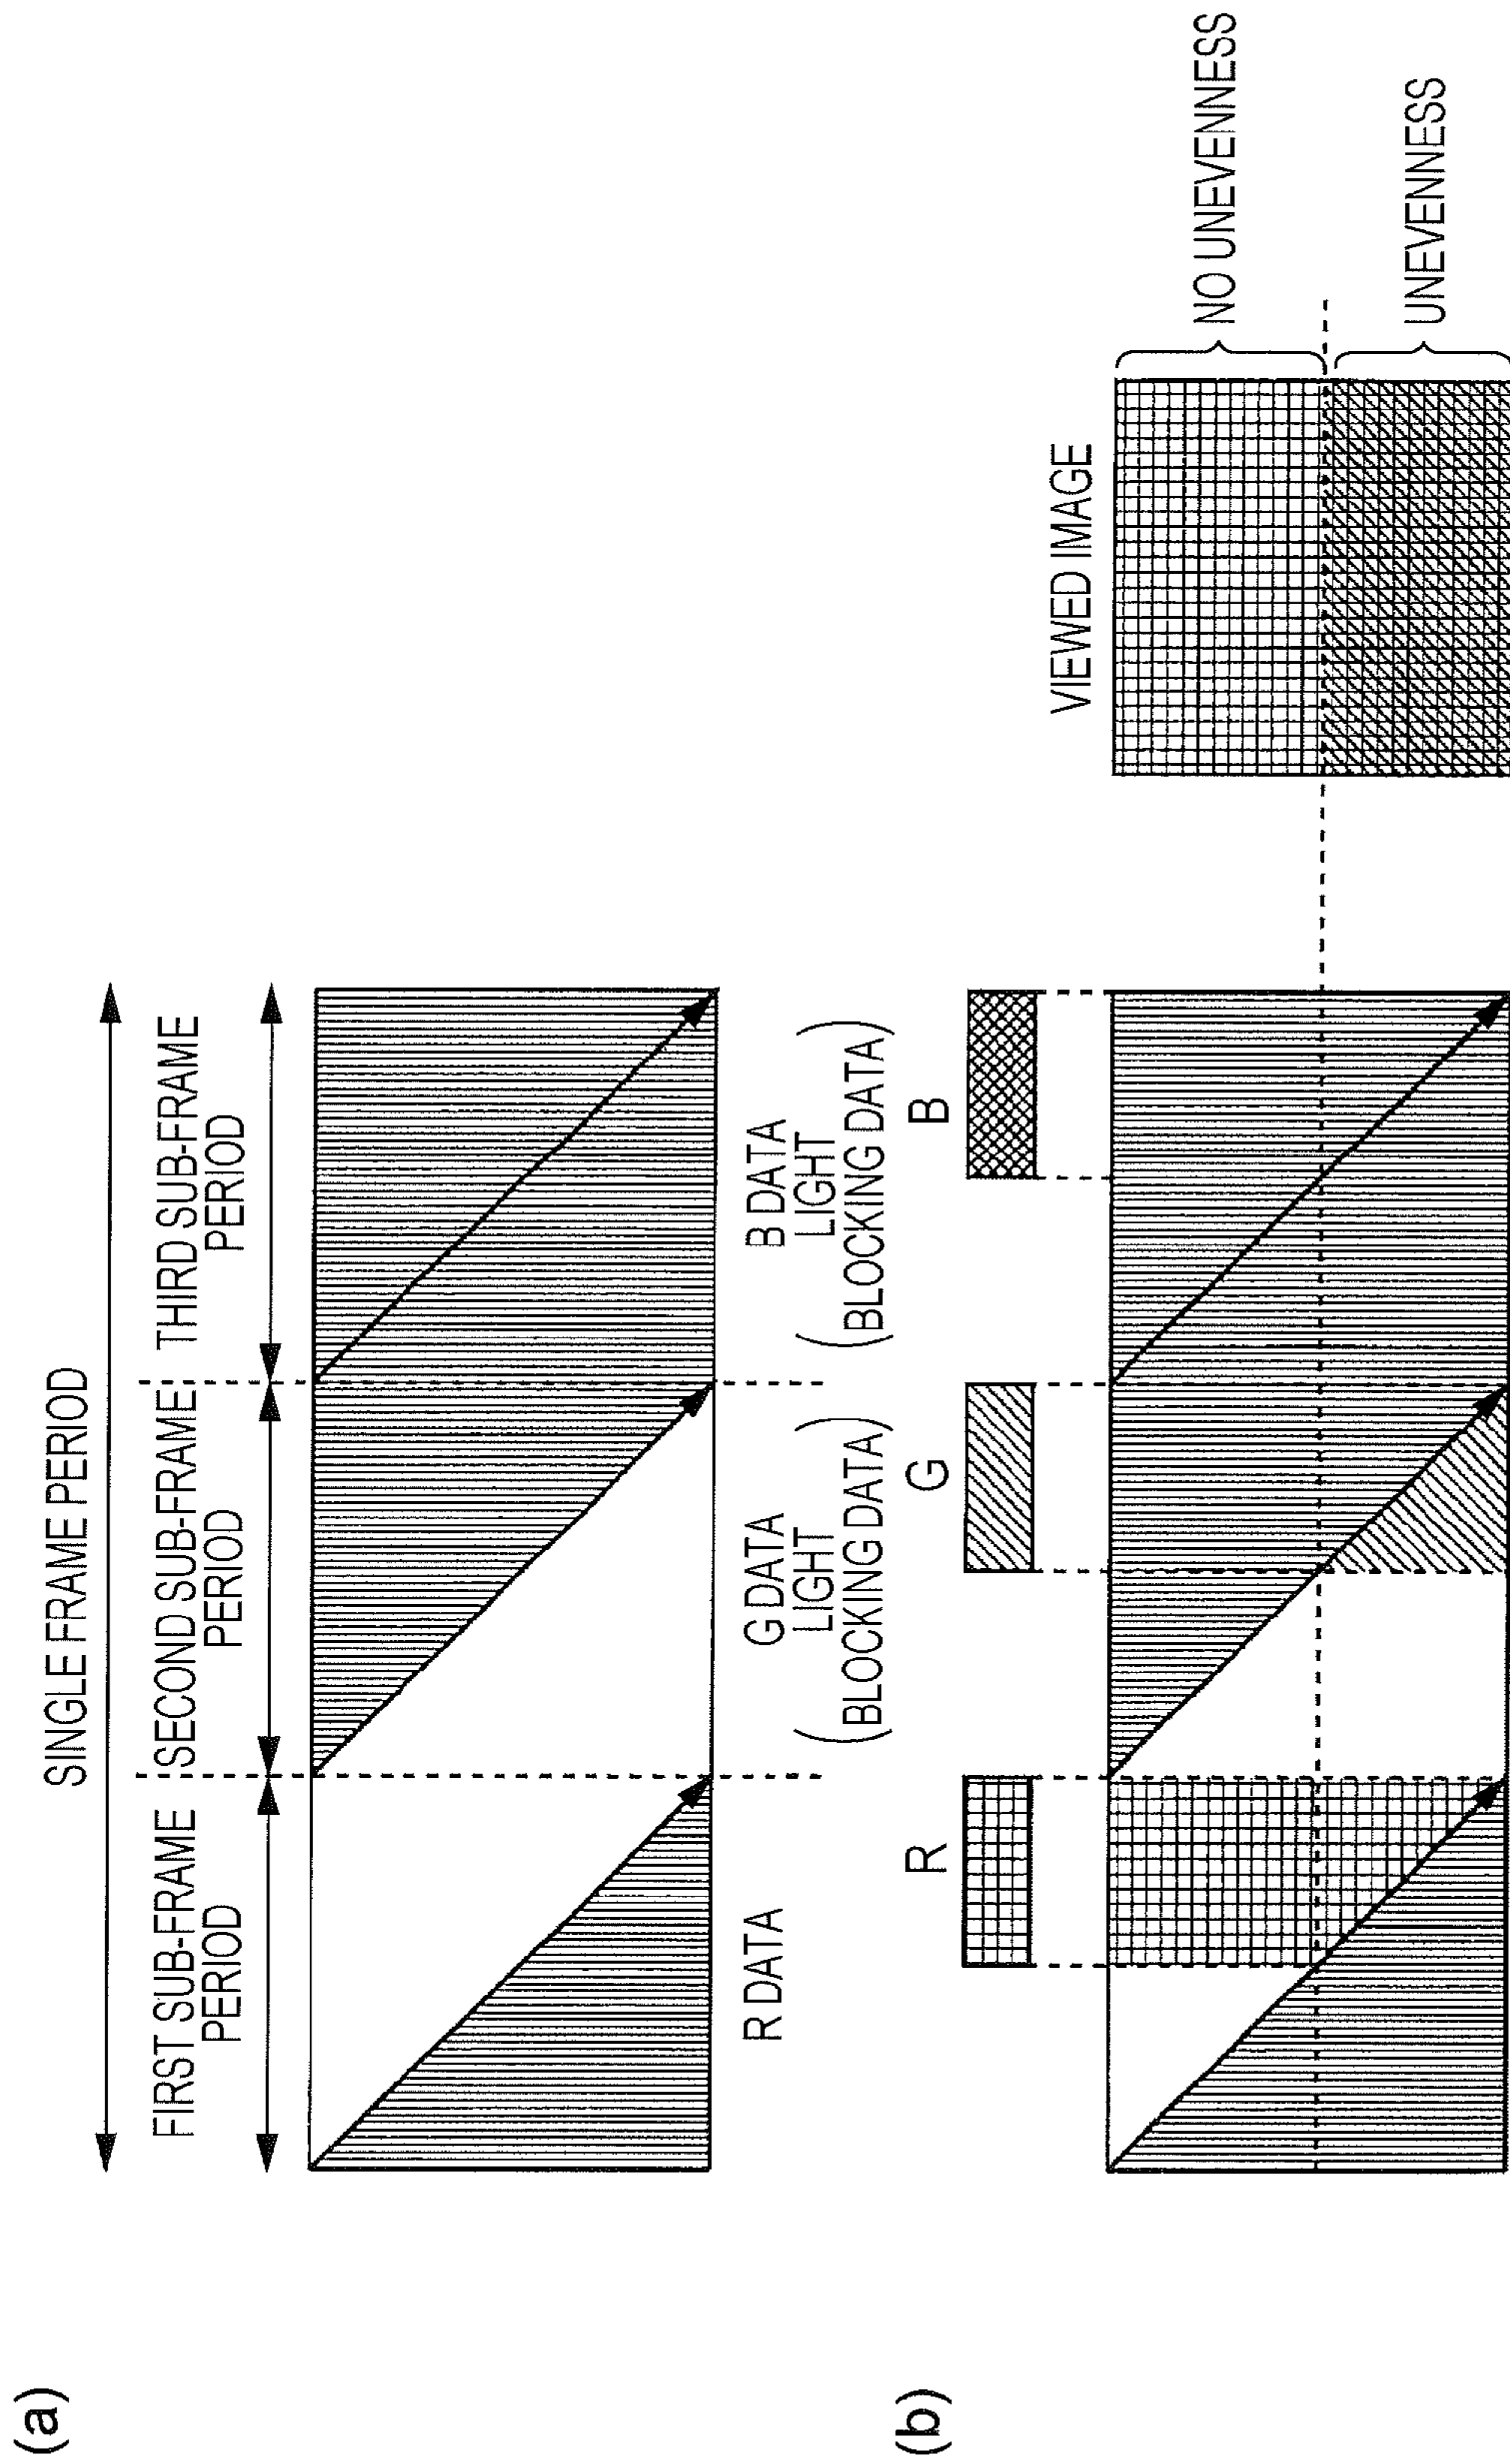 (a)
SINGLE FRAME PERIOD
FIRST SUB-FRAME
PERIOD
SECOND SUB-FRAME
PERIOD
THIRD SUB-FRAME
PERIOD
R DATA
G DATA
( LIGHT
BLOCKING DATA )
B DATA
( LIGHT
BLOCKING DATA )
(b)
R
G
B
VIEWED IMAGE
NO UNEVENNESS
UNEVENNESS